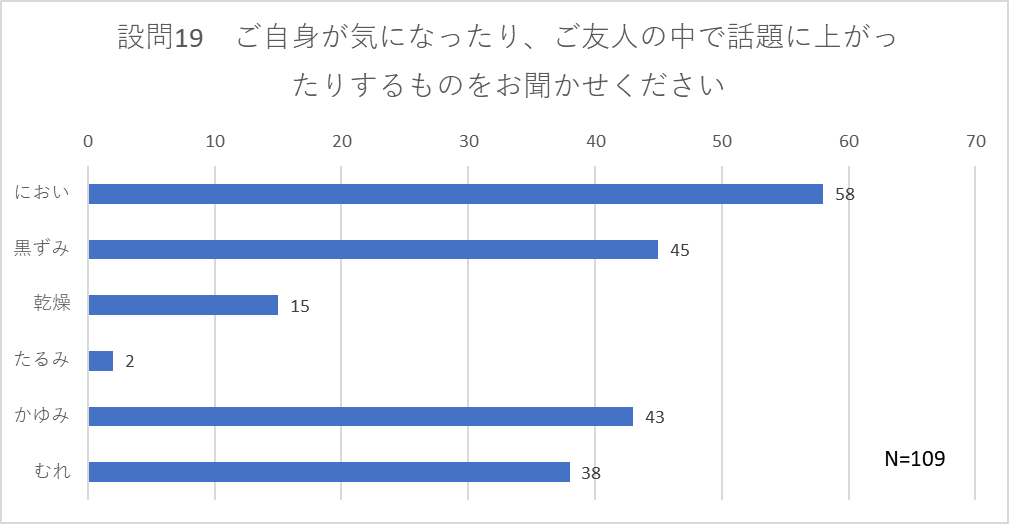 設問19　ご自身が気になったり、ご友人の中で話題に上がっ
たりするものをお聞かせください
0 10 20 30 40 50 60 70
におい 58
黒ずみ 45
乾燥 15
たるみ 2
かゆみ 43
むれ 38
N=109